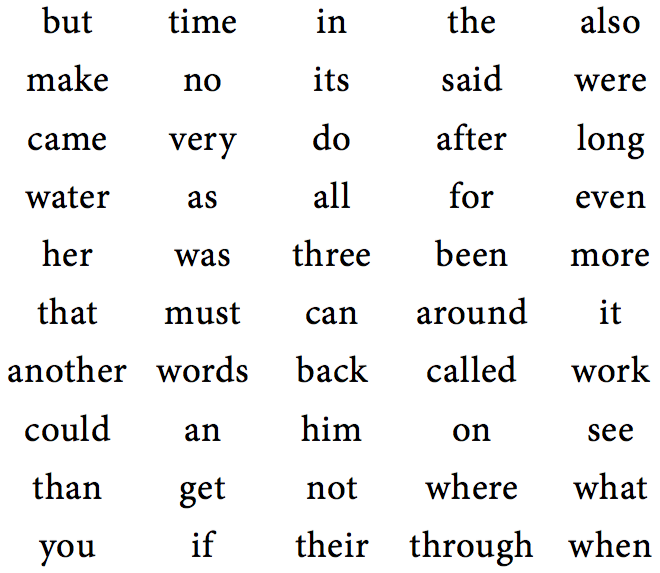 but time in the also
make no its said were
came very do after long
water as all for even
her was three been more
that must can around it
another words back called work
could an him on see
than get not where what
you if their through when